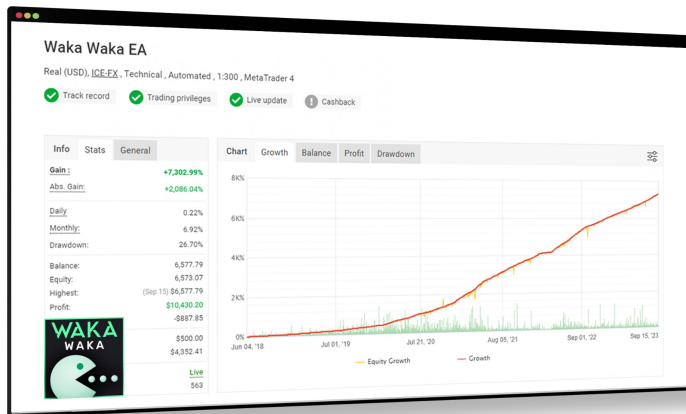 Waka Waka EA
Real (USD), ICE-FX , Technical , Automated , 1:300 , MetaTrader 4
Track record Trading privileges Live update Cashback
Info Stats General
Gain : +7,302.99%
Abs. Gain: +2,086.04%
Daily 0.22%
Monthly: 6.92%
Drawdown: 26.70%
Balance: 6,577.79
Equity: 6,573.07
Highest: (Sep 15) $6,577.79
Profit: $10,430.20
-$887.85
$500.00
$4,352.41
Live
563
WAKA
WAKA
Chart Growth Balance Profit Drawdown
8K%
6K%
4K%
2K%
0%
Jun 04, '18 Jul 01, '19 Jul 21, '20 Aug 05, '21 Sep 01, '22 Sep 15, '23
Equity Growth Growth